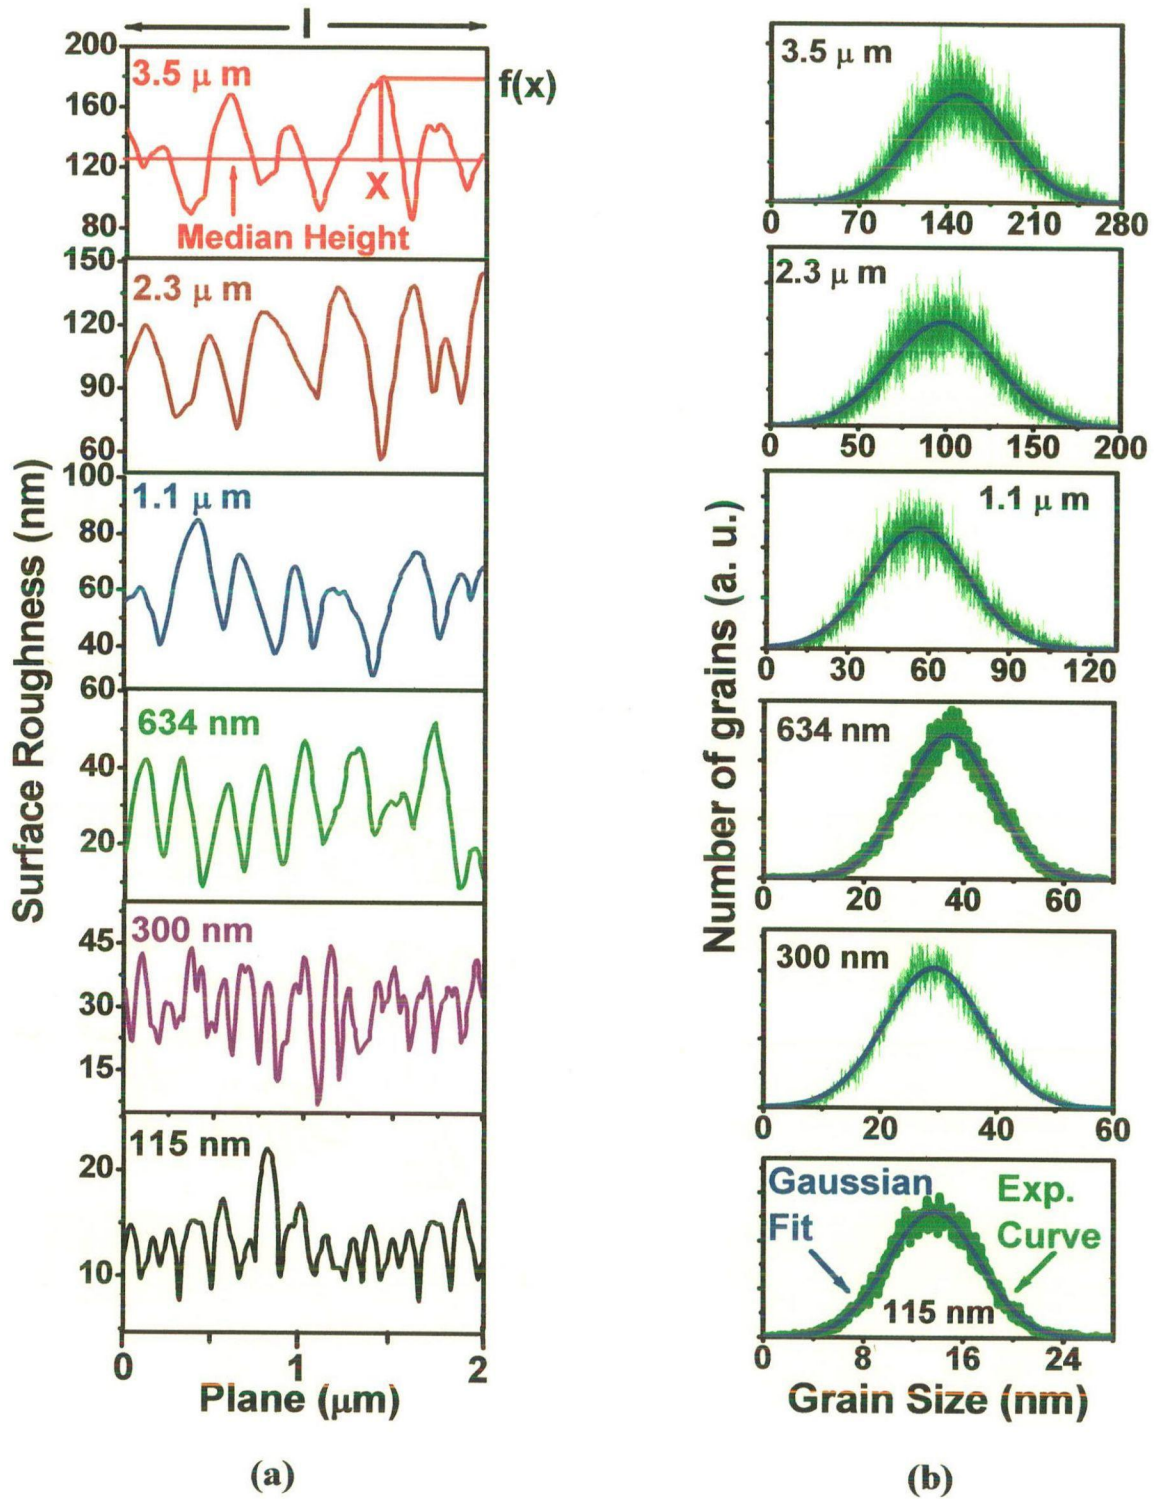 l
200
160
120
80
3.5 μ m
f(x)
X
Median Height
150
120
90
60
2.3 μ m
100
80
60
40
1.1 μ m
60
40
20
634 nm
45
30
15
300 nm
20
10
115 nm
0 1 2
Plane (μm)
Surface Roughness (nm)
(a)
3.5 μ m
0 70 140 210 280
2.3 μ m
0 50 100 150 200
1.1 μ m
0 30 60 90 120
634 nm
0 20 40 60
300 nm
0 20 40 60
Gaussian
Fit
Exp.
Curve
115 nm
0 8 16 24
Grain Size (nm)
Number of grains (a. u.)
(b)